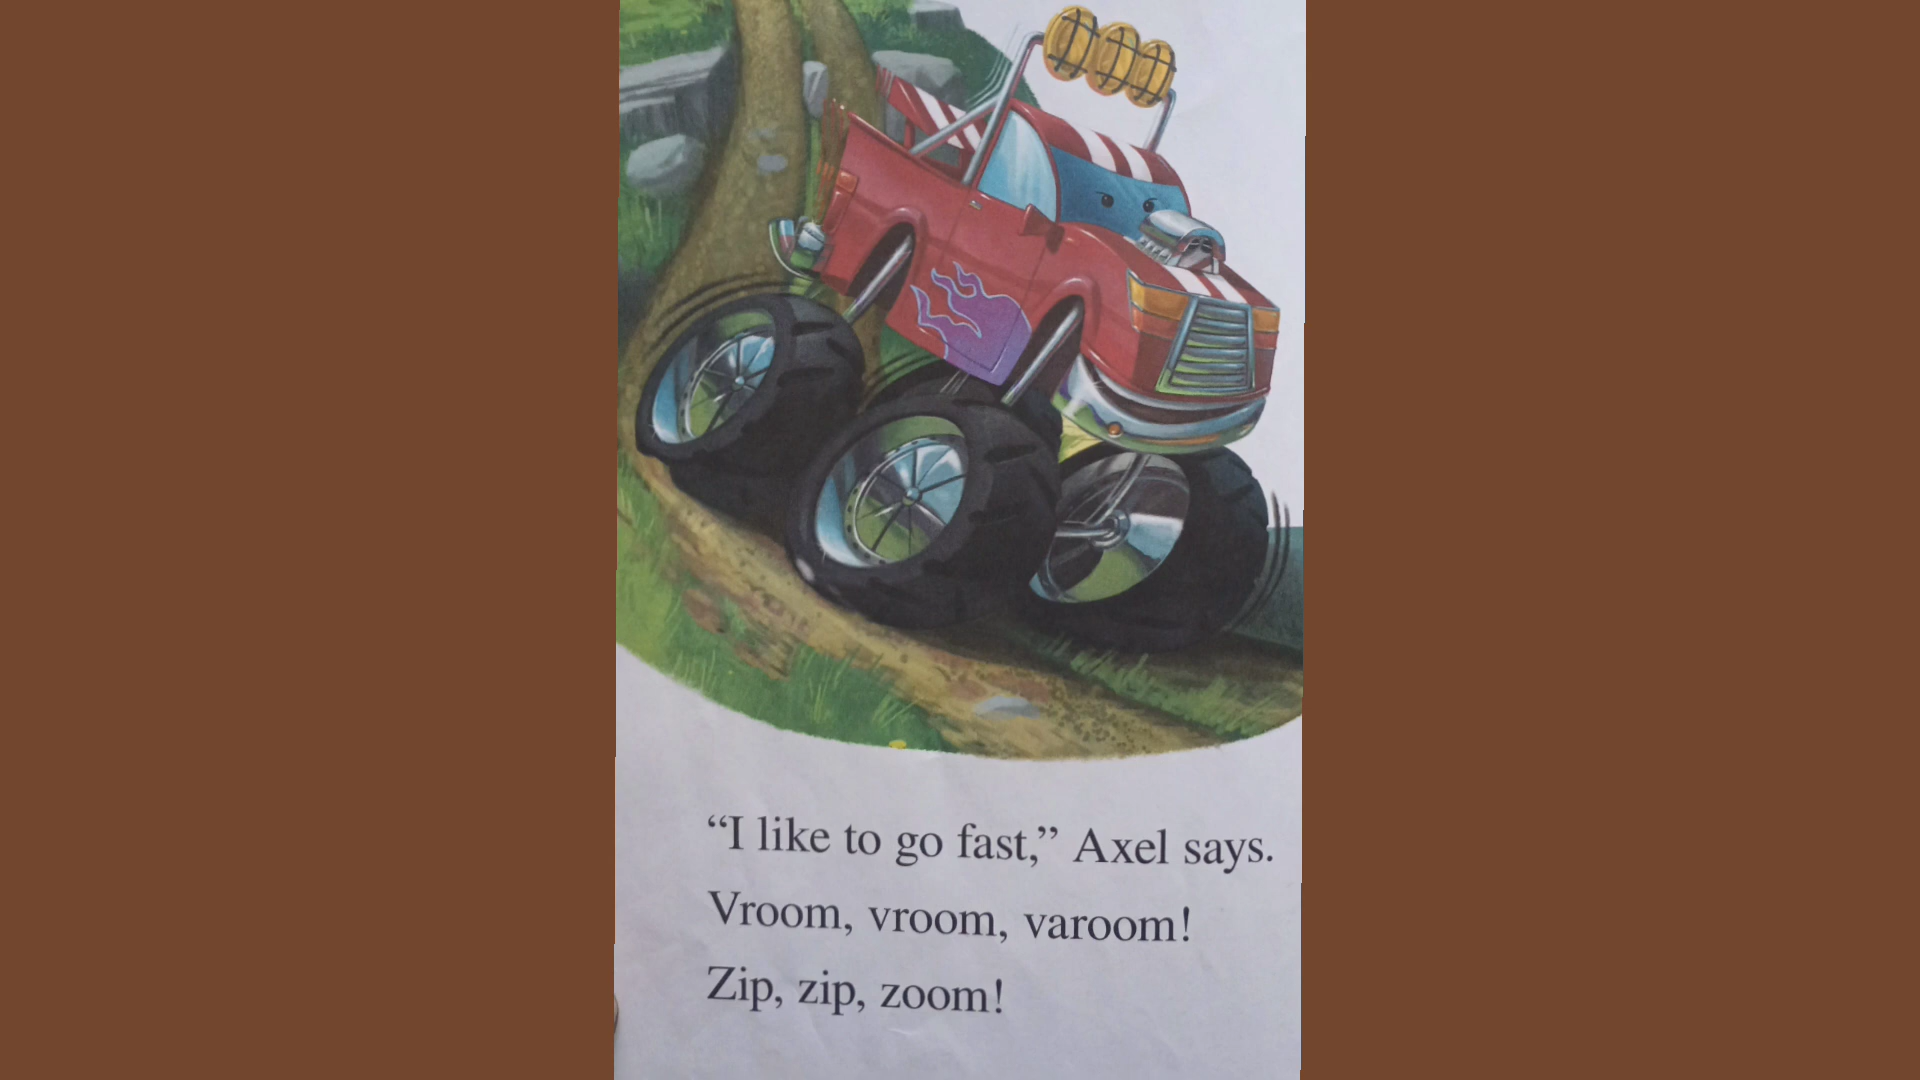 “I like to go fast,” Axel says.
Vroom, vroom, varoom!
Zip, zip, zoom!